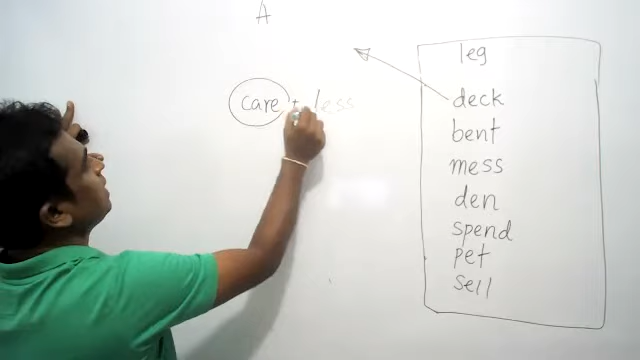 A
care + less
leg
deck
bent
mess
den
spend
pet
sell